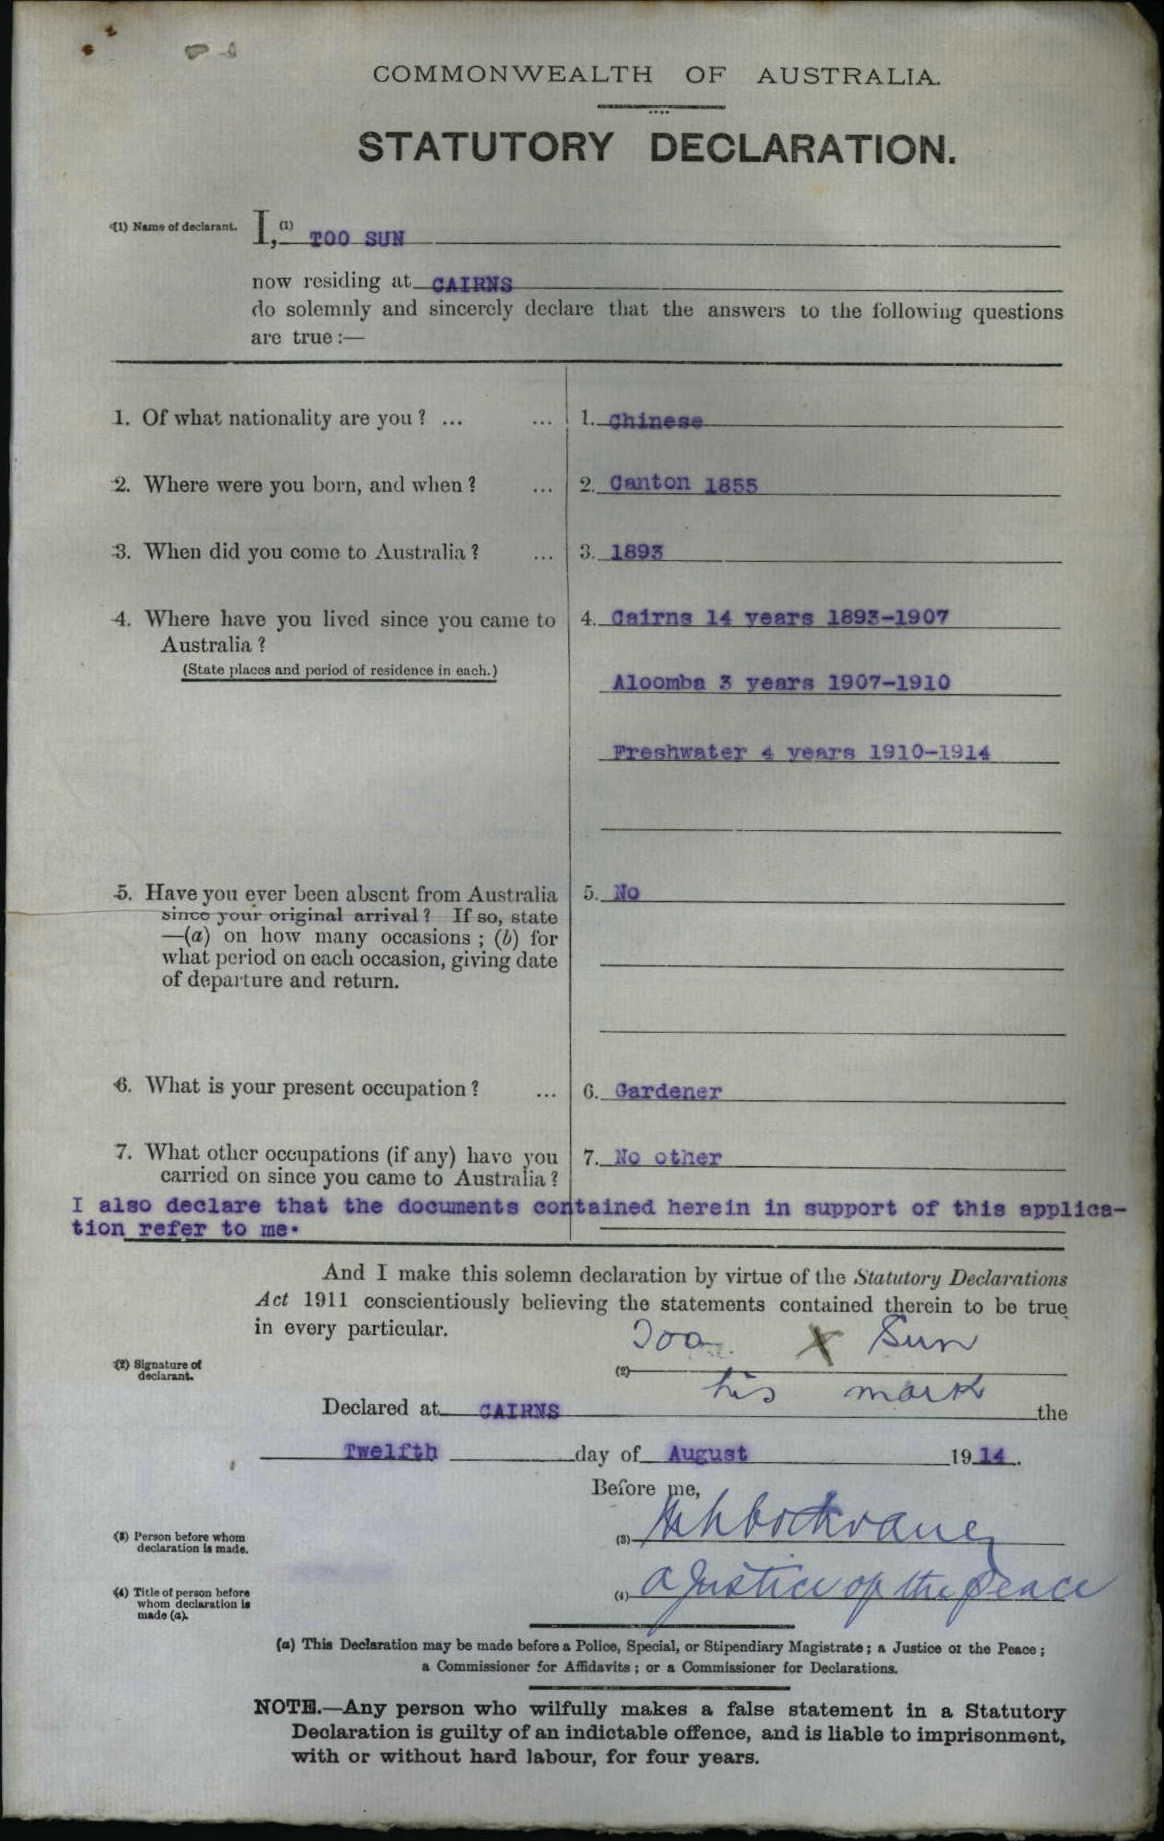 COMMONWEALTH OF AUSTRALIA.
STATUTORY DECLARATION.
(1) Name of declarant. I,(1) TOO SUN
now residing at CAIRNS
do solemnly and sincerely declare that the answers to the following questions
are true :—
1. Of what nationality are you ? ... ... 1. Chinese
2. Where were you born, and when ? ... 2. Canton 1855
3. When did you come to Australia ? ... 3. 1893
4. Where have you lived since you came to 4. Cairns 14 years 1893-1907
Australia ?
(State places and period of residence in each.)
Aloomba 3 years 1907-1910
Freshwater 4 years 1910-1914
5. Have you ever been absent from Australia 5. No
since your original arrival ? If so, state
—(a) on how many occasions ; (b) for
what period on each occasion, giving date
of departure and return.
6. What is your present occupation ? ... 6. Gardener
7. What other occupations (if any) have you 7. No other
carried on since you came to Australia ?
I also declare that the documents contained herein in support of this applica-
tion refer to me.
And I make this solemn declaration by virtue of the Statutory Declarations
Act 1911 conscientiously believing the statements contained therein to be true
in every particular.
Too X Sun
(2) Signature of (2)
declarant.
his mark
Declared at CAIRNS the
Twelfth day of August 1914.
Before me,
(3) Person before whom (3)
declaration is made.
(4) Title of person before (4) a Justice of the Peace
whom declaration is
made (a).
(a) This Declaration may be made before a Police, Special, or Stipendiary Magistrate ; a Justice of the Peace ;
a Commissioner for Affidavits ; or a Commissioner for Declarations.
NOTE.—Any person who wilfully makes a false statement in a Statutory
Declaration is guilty of an indictable offence, and is liable to imprisonment,
with or without hard labour, for four years.